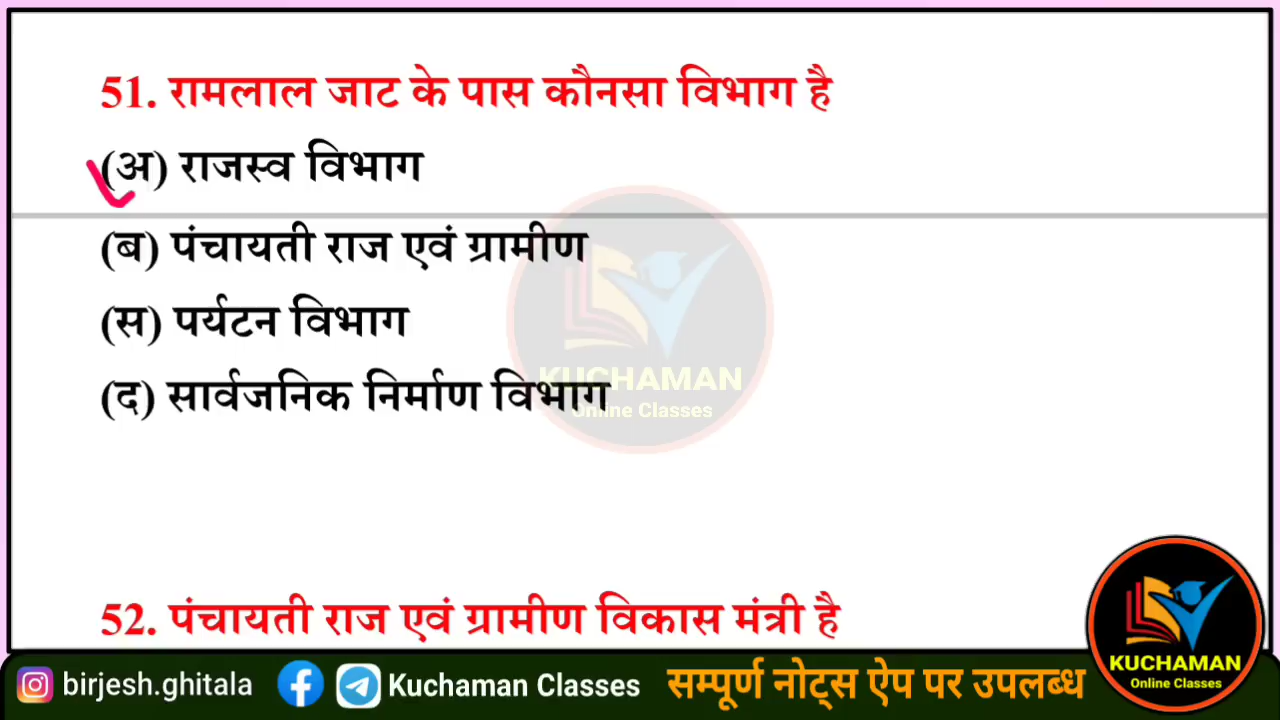 51. रामलाल जाट के पास कौनसा विभाग है
(अ) राजस्व विभाग
(ब) पंचायती राज एवं ग्रामीण
(स) पर्यटन विभाग
(द) सार्वजनिक निर्माण विभाग
KUCHAMAN
Online Classes
52. पंचायती राज एवं ग्रामीण विकास मंत्री है
birjesh.ghitala Kuchaman Classes सम्पूर्ण नोट्स ऐप पर उपलब्ध
KUCHAMAN
Online Classes